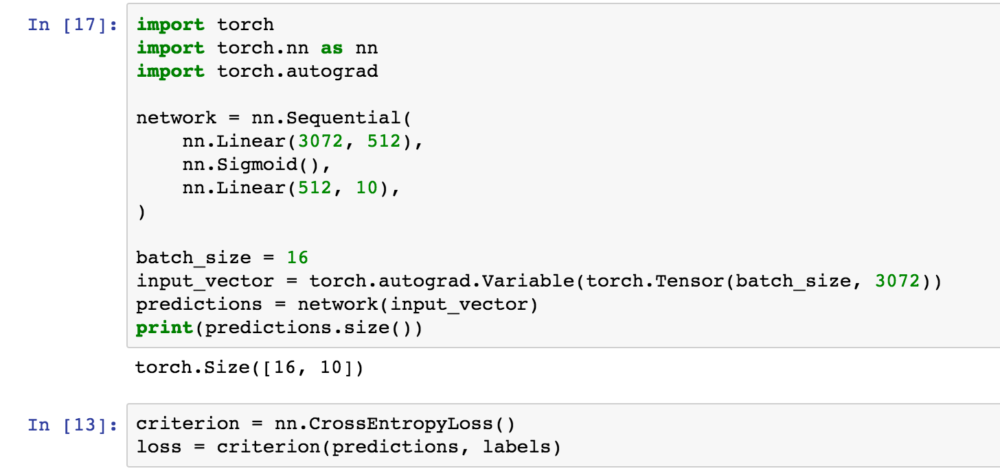 In [17]:
import torch
import torch.nn as nn
import torch.autograd

network = nn.Sequential(
    nn.Linear(3072, 512),
    nn.Sigmoid(),
    nn.Linear(512, 10),
)

batch_size = 16
input_vector = torch.autograd.Variable(torch.Tensor(batch_size, 3072))
predictions = network(input_vector)
print(predictions.size())
torch.Size([16, 10])
In [13]:
criterion = nn.CrossEntropyLoss()
loss = criterion(predictions, labels)